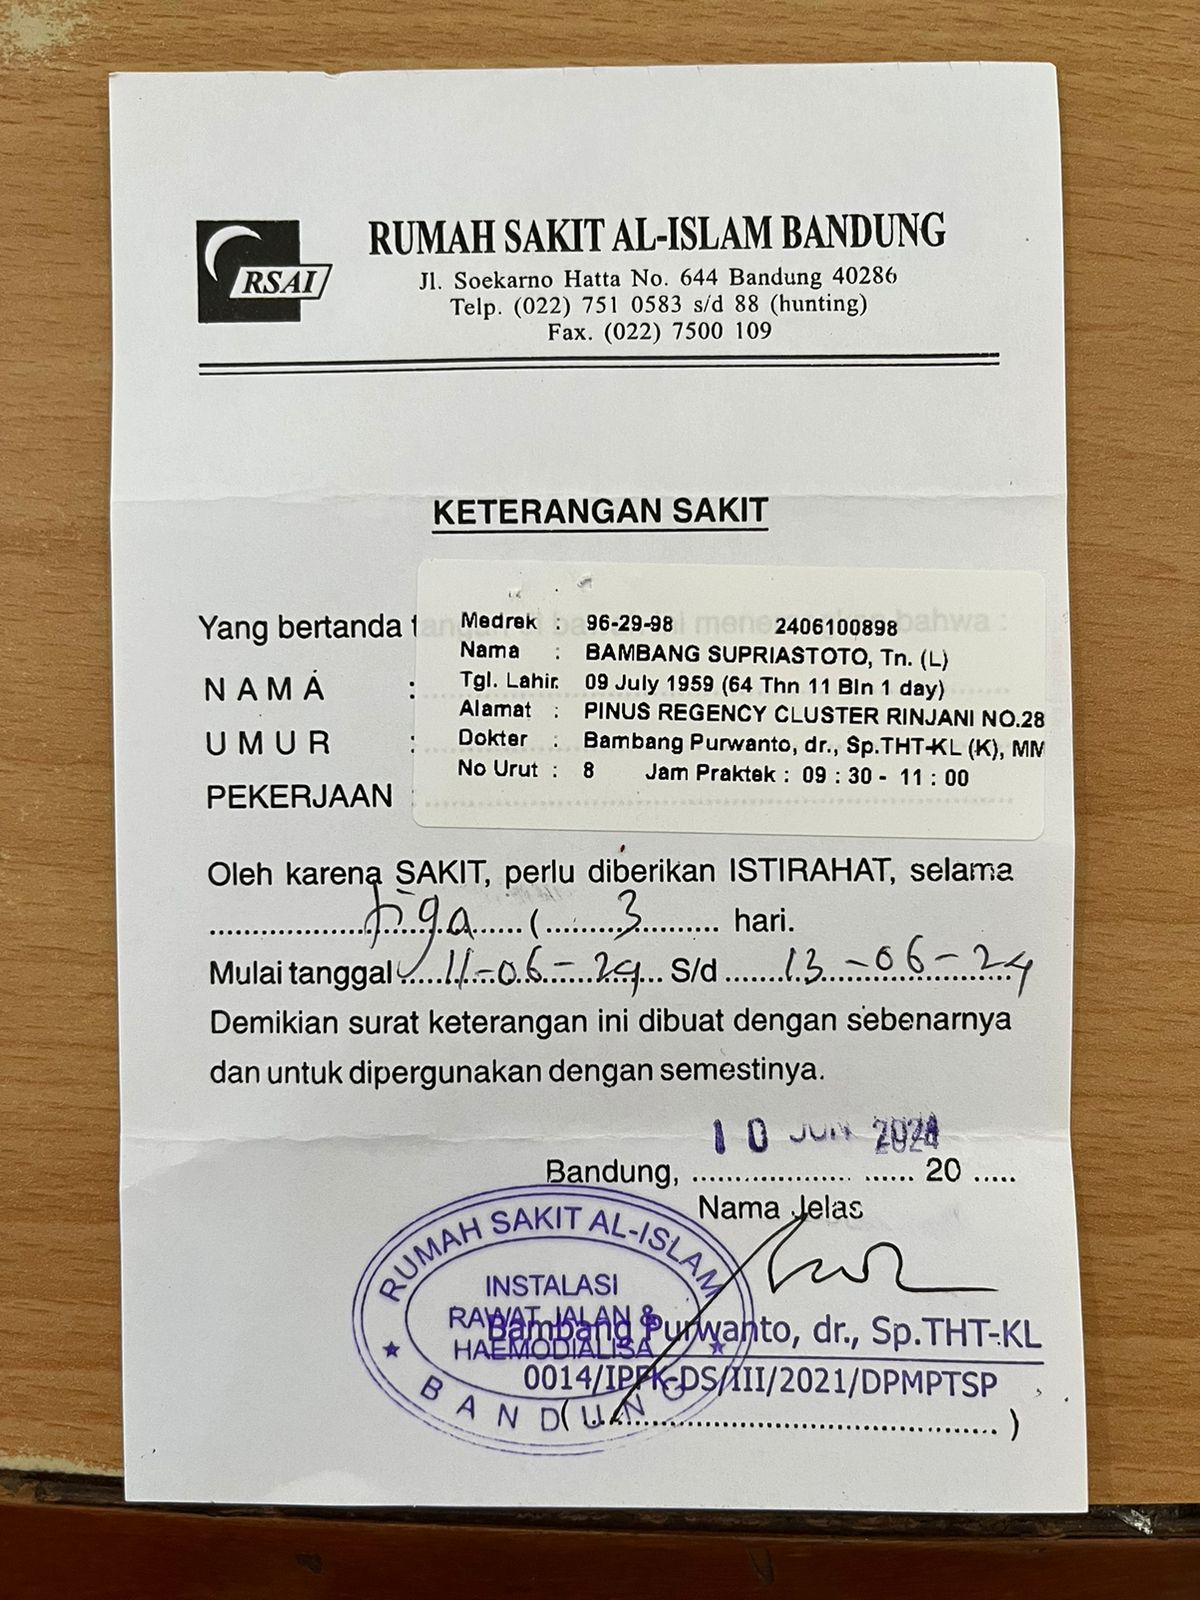 RSAI
RUMAH SAKIT AL-ISLAM BANDUNG
Jl. Soekarno Hatta No. 644 Bandung 40286
Telp. (022) 751 0583 s/d 88 (hunting)
Fax. (022) 7500 109
KETERANGAN SAKIT
Yang bertanda tangan di bawah ini menerangkan bahwa :
Medrek : 96-29-98 2406100898
Nama : BAMBANG SUPRIASTOTO, Tn. (L)
Tgl. Lahir: 09 July 1959 (64 Thn 11 Bln 1 day)
Alamat : PINUS REGENCY CLUSTER RINJANI NO.28
Dokter : Bambang Purwanto, dr., Sp.THT-KL (K), MM
No Urut : 8 Jam Praktek : 09 : 30 - 11 : 00
NAMA :
UMUR :
PEKERJAAN :
Oleh karena SAKIT, perlu diberikan ISTIRAHAT, selama
tiga ( 3 hari.
Mulai tanggal 11-06-24 S/d 13-06-24
Demikian surat keterangan ini dibuat dengan sebenarnya
dan untuk dipergunakan dengan semestinya.
10 JUN 2024
Bandung, ........ 20 .....
Nama Jelas
RUMAH SAKIT AL-ISLAM
INSTALASI
RAWAT JALAN &
HAEMODIALISA
BANDUNG
Bambang Purwanto, dr., Sp.THT-KL
0014/IPPK-DS/III/2021/DPMPTSP
(........)